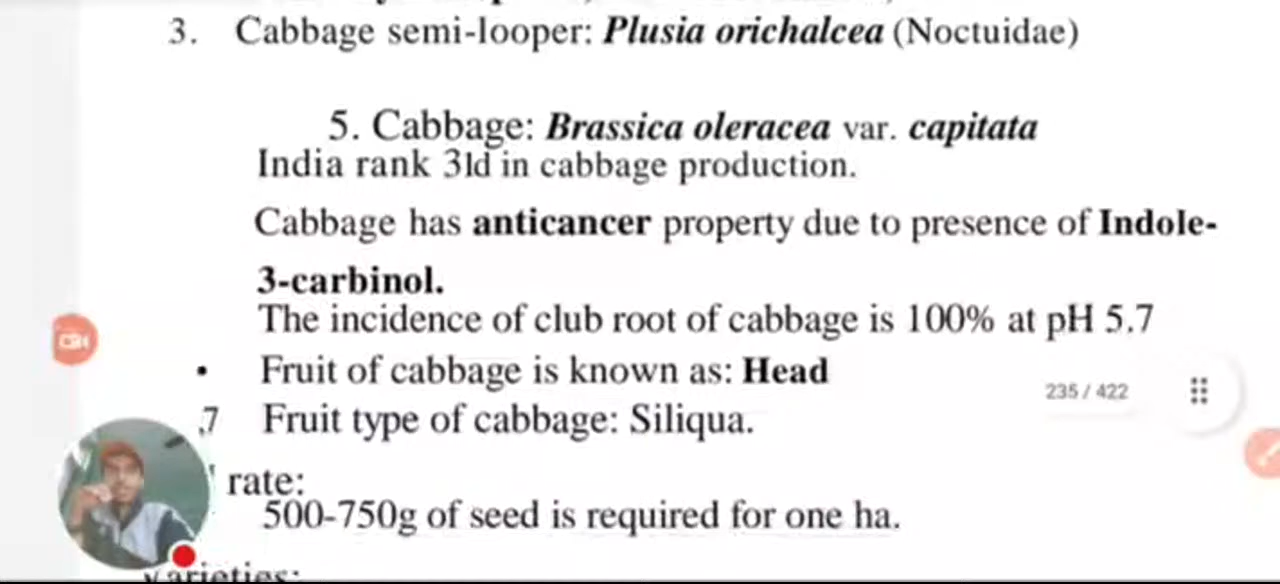 3. Cabbage semi-looper: Plusia orichalcea (Noctuidae)
5. Cabbage: Brassica oleracea var. capitata
India rank 3ld in cabbage production.
Cabbage has anticancer property due to presence of Indole-
3-carbinol.
The incidence of club root of cabbage is 100% at pH 5.7
• Fruit of cabbage is known as: Head
235 / 422
.7 Fruit type of cabbage: Siliqua.
rate:
500-750g of seed is required for one ha.
varieties: